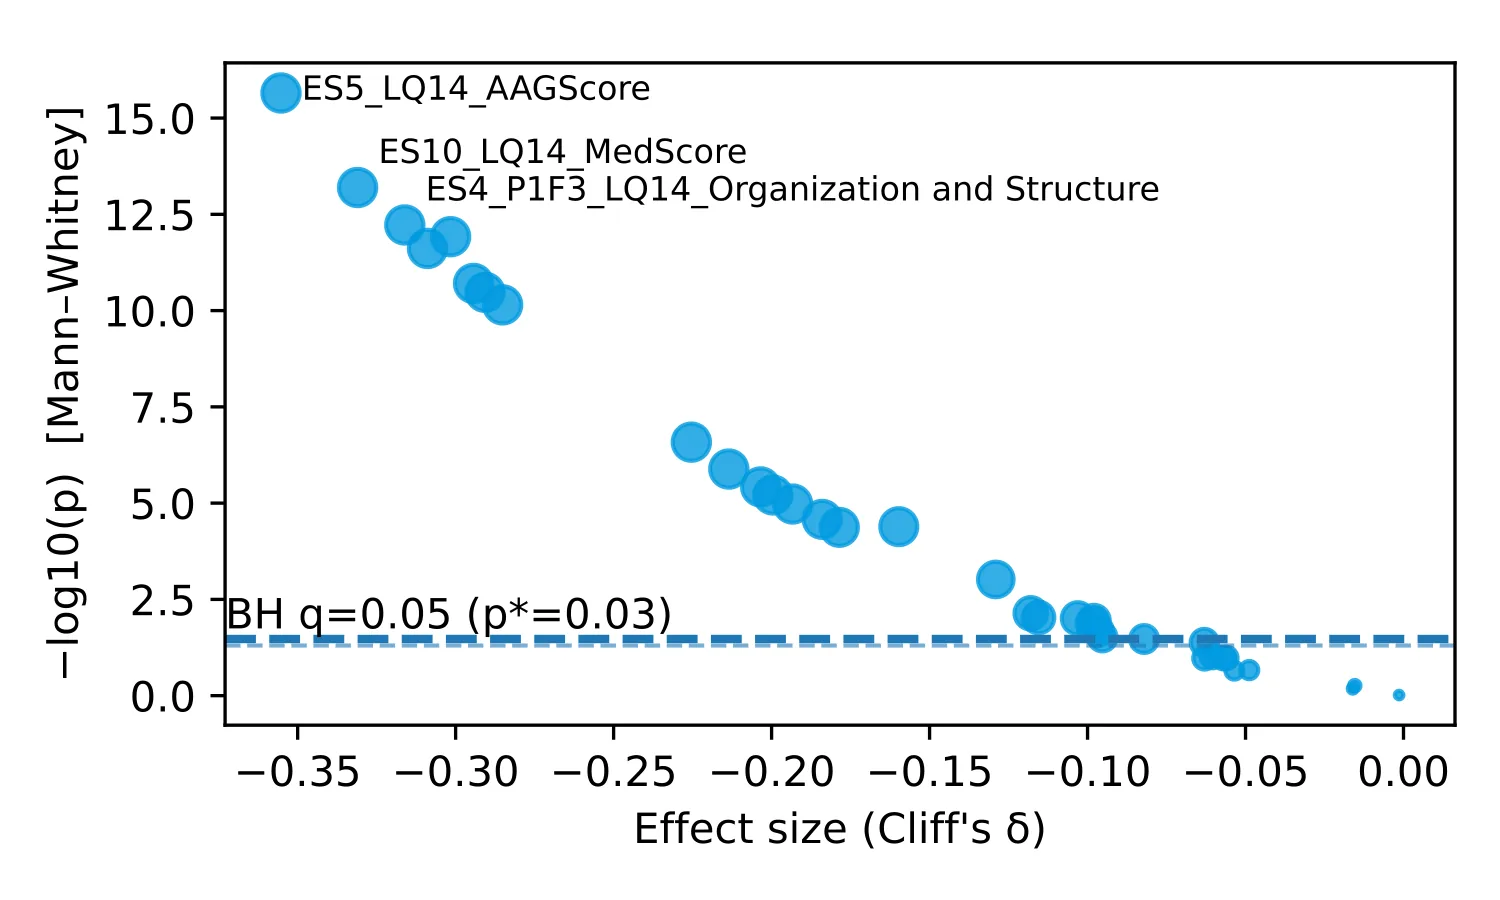 ES5_LQ14_AAGScore
ES10_LQ14_MedScore
ES4_P1F3_LQ14_Organization and Structure
BH q=0.05 (p*=0.03)
−log10(p)  [Mann–Whitney]
15.0
12.5
10.0
7.5
5.0
2.5
0.0
−0.35 −0.30 −0.25 −0.20 −0.15 −0.10 −0.05 0.00
Effect size (Cliff's δ)